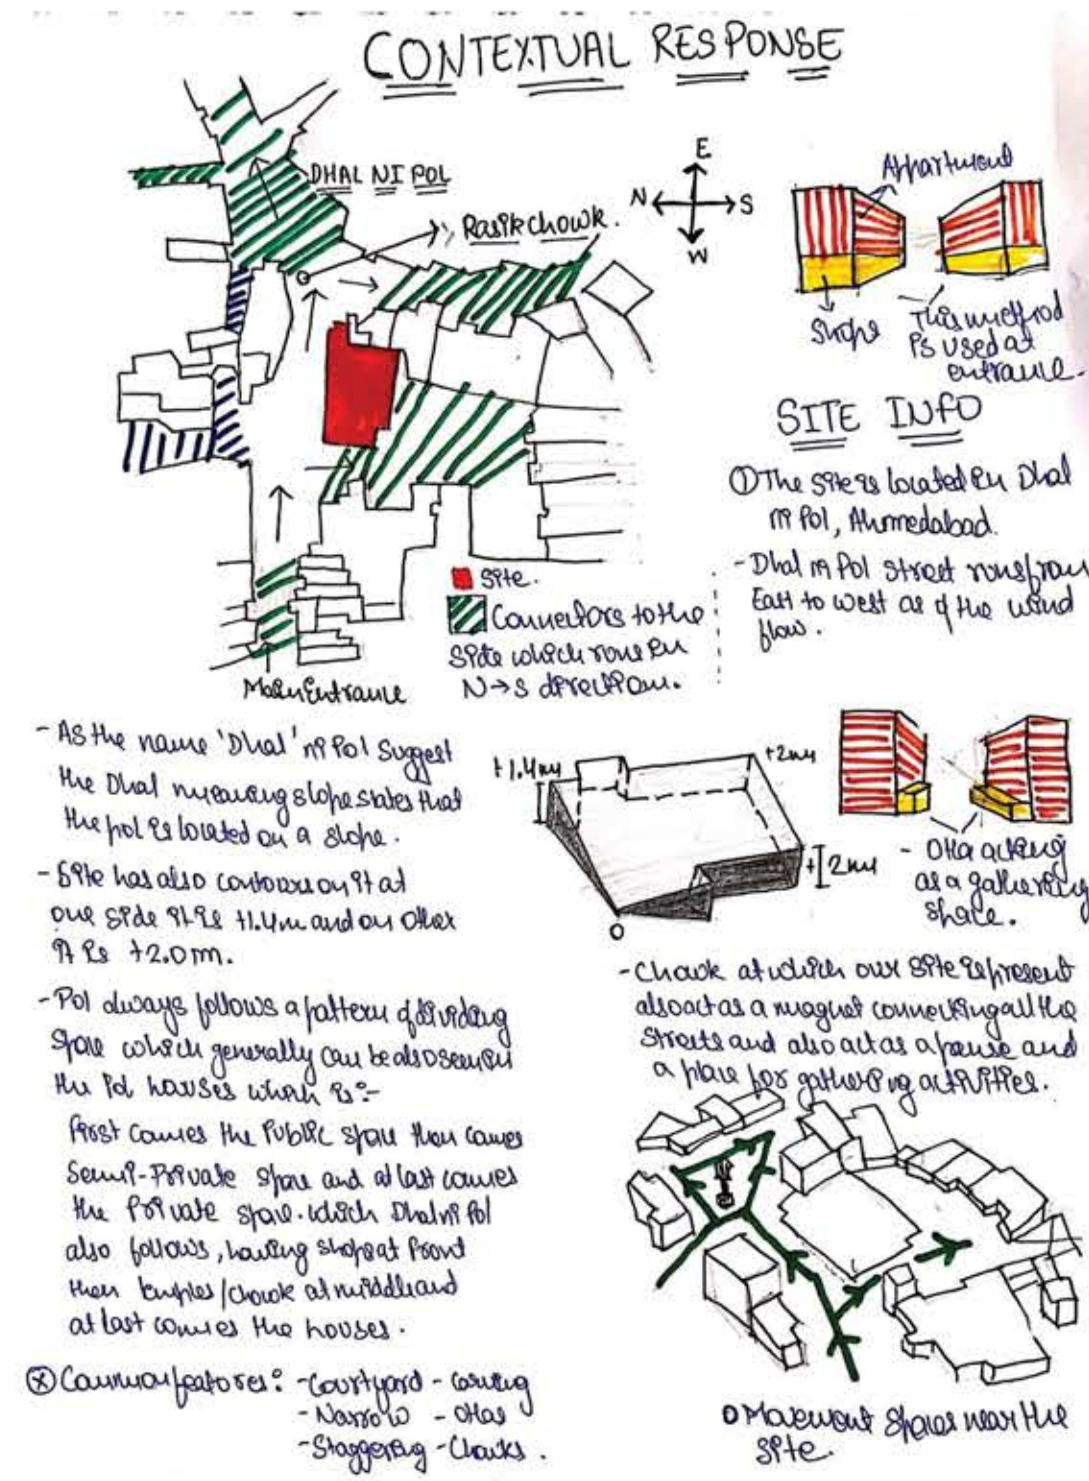 CONTEXTUAL RESPONSE
DHAL NI POL
Rasik chowk.
E
N
S
W
Appartment
Shops
This method
is used at
entrance.
SITE INFO
① The site is located in Dhal
ni Pol, Ahmedabad.
- Dhal ni Pol street runs from
East to west as of the wind
flow.
Site.
Connectors to the
site which runs in
N→S direction.
Main Entrance
- As the name 'Dhal' ni Pol suggest
the Dhal meaning slope states that
the pol is located on a slope.
- Site has also contours on it at
one side it is +1.4m and on other
it is +2.0m.
- Pol always follows a pattern of dividing
space which generally can be also seen in
the Pol houses which is:-
First comes the Public space then comes
Semi-Private space and at last comes
the Private space. which Dhal ni Pol
also follows, having shops at front
then temples/chowk at middle and
at last comes the houses.
ⓧ Common features: - Courtyard -
- Narrow - Ottas
- Staggering - Chowks.
+1.4m
+2m
+2m
0
- Otta acting
as a gathering
space.
- Chowk at which our site is present
also act as a magnet connecting all the
streets and also act as a pause and
a place for gathering activities.
Movement spaces near the
site.